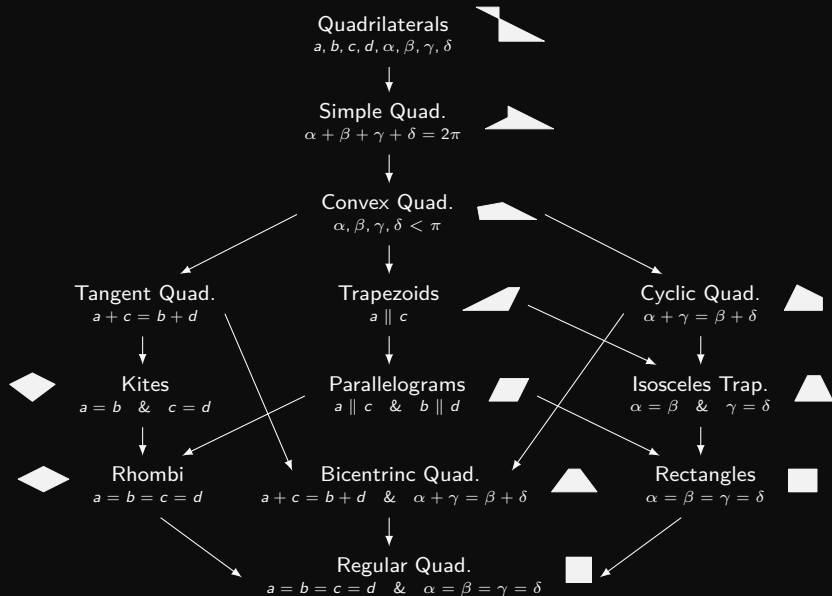 Quadrilaterals
a, b, c, d, α, β, γ, δ
Simple Quad.
α + β + γ + δ = 2π
Convex Quad.
α, β, γ, δ < π
Tangent Quad.
a + c = b + d
Trapezoids
a ∥ c
Cyclic Quad.
α + γ = β + δ
Kites
a = b & c = d
Parallelograms
a ∥ c & b ∥ d
Isosceles Trap.
α = β & γ = δ
Rhombi
a = b = c = d
Bicentrinc Quad.
a + c = b + d & α + γ = β + δ
Rectangles
α = β = γ = δ
Regular Quad.
a = b = c = d & α = β = γ = δ